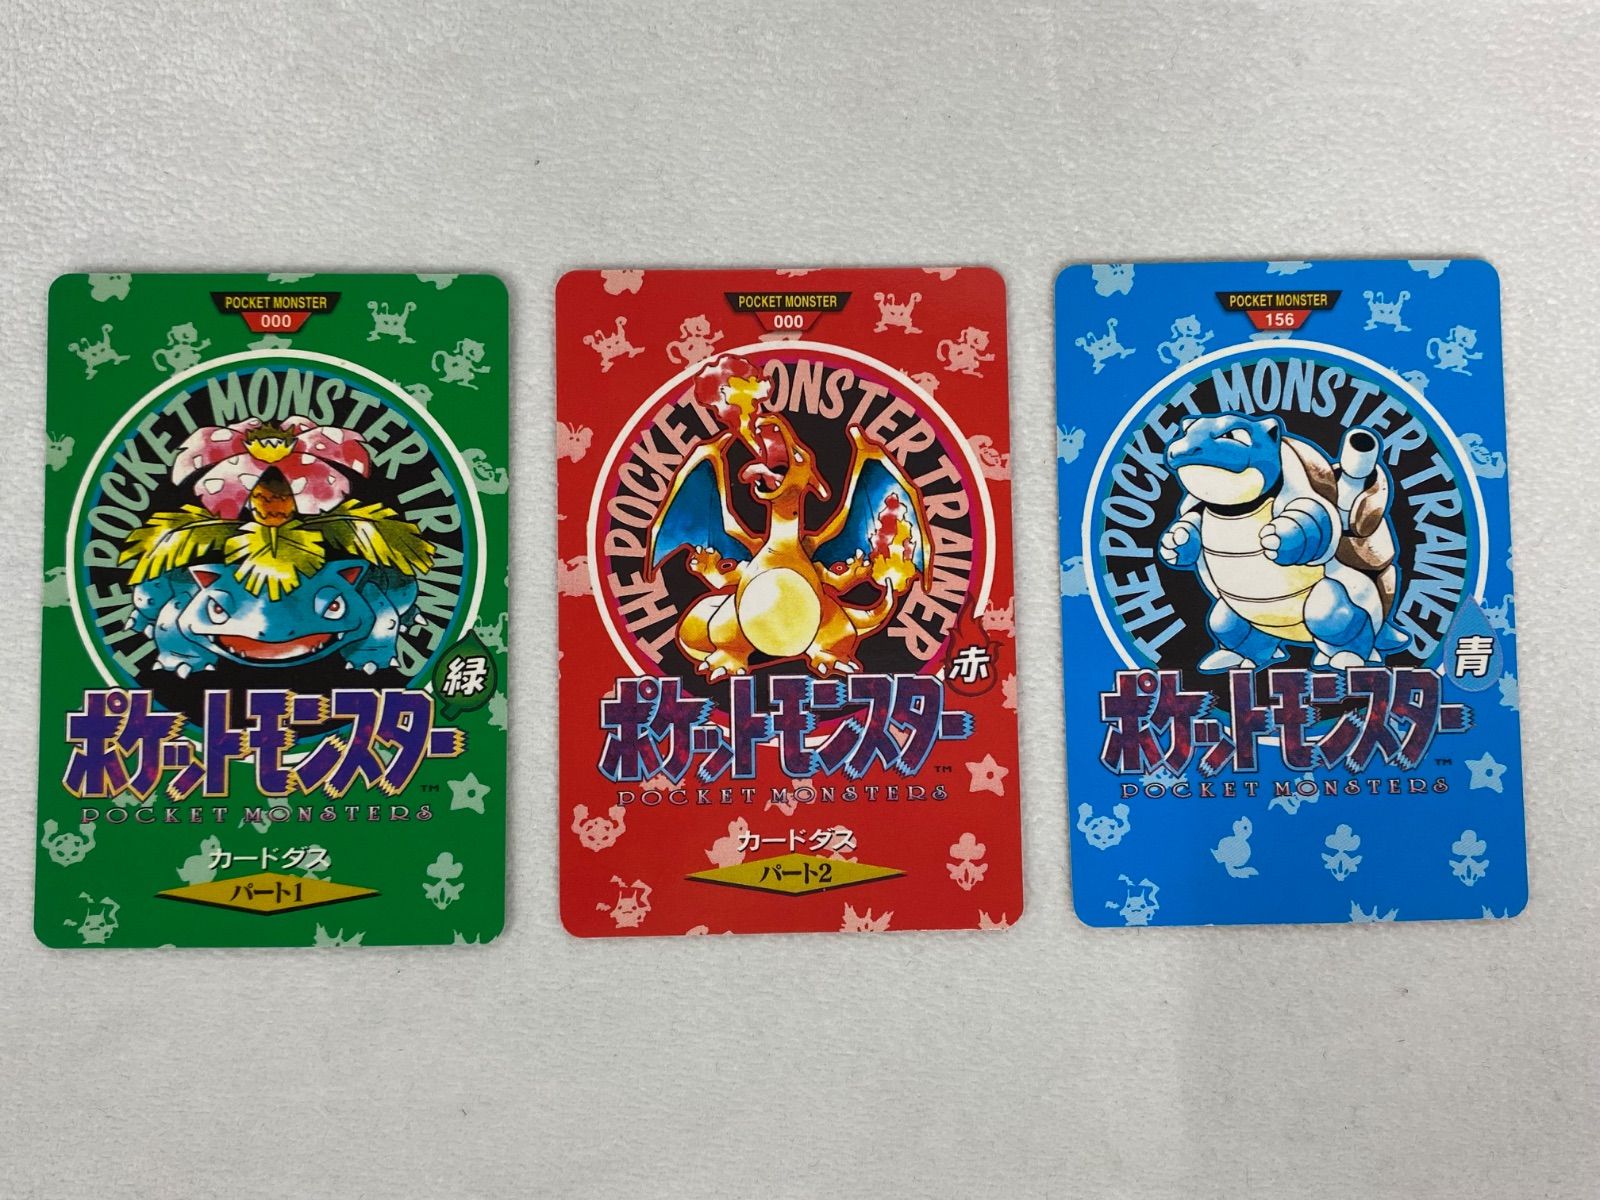 POCKET MONSTER
000
THE POCKET MONSTER TRAINER
緑
ポケットモンスター
TM
POCKET MONSTERS
カードダス
パート1
POCKET MONSTER
000
THE POCKET MONSTER TRAINER
赤
ポケットモンスター
TM
POCKET MONSTERS
カードダス
パート2
POCKET MONSTER
156
THE POCKET MONSTER TRAINER
青
ポケットモンスター
TM
POCKET MONSTERS